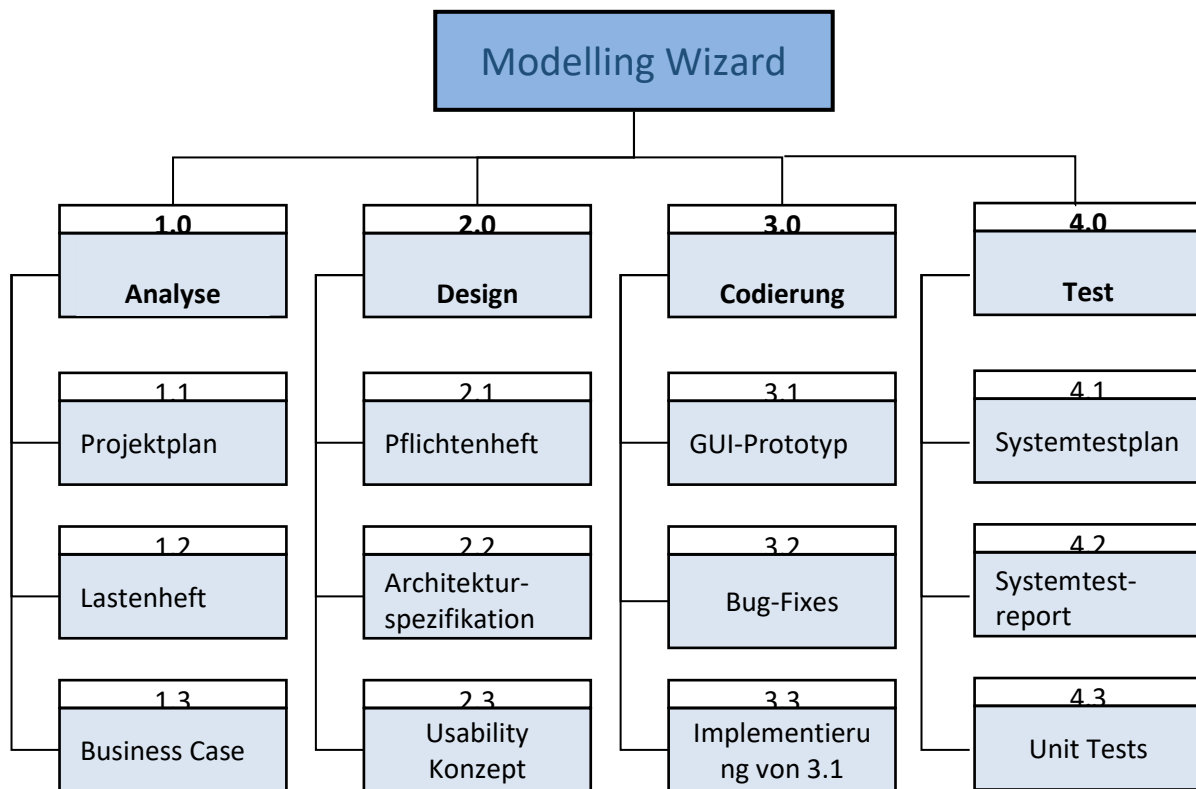 Modelling Wizard
1.0
Analyse
2.0
Design
3.0
Codierung
4.0
Test
1.1
Projektplan
2.1
Pflichtenheft
3.1
GUI-Prototyp
4.1
Systemtestplan
1.2
Lastenheft
2.2
Architektur-
spezifikation
3.2
Bug-Fixes
4.2
Systemtest-
report
1.3
Business Case
2.3
Usability
Konzept
3.3
Implementieru
ng von 3.1
4.3
Unit Tests